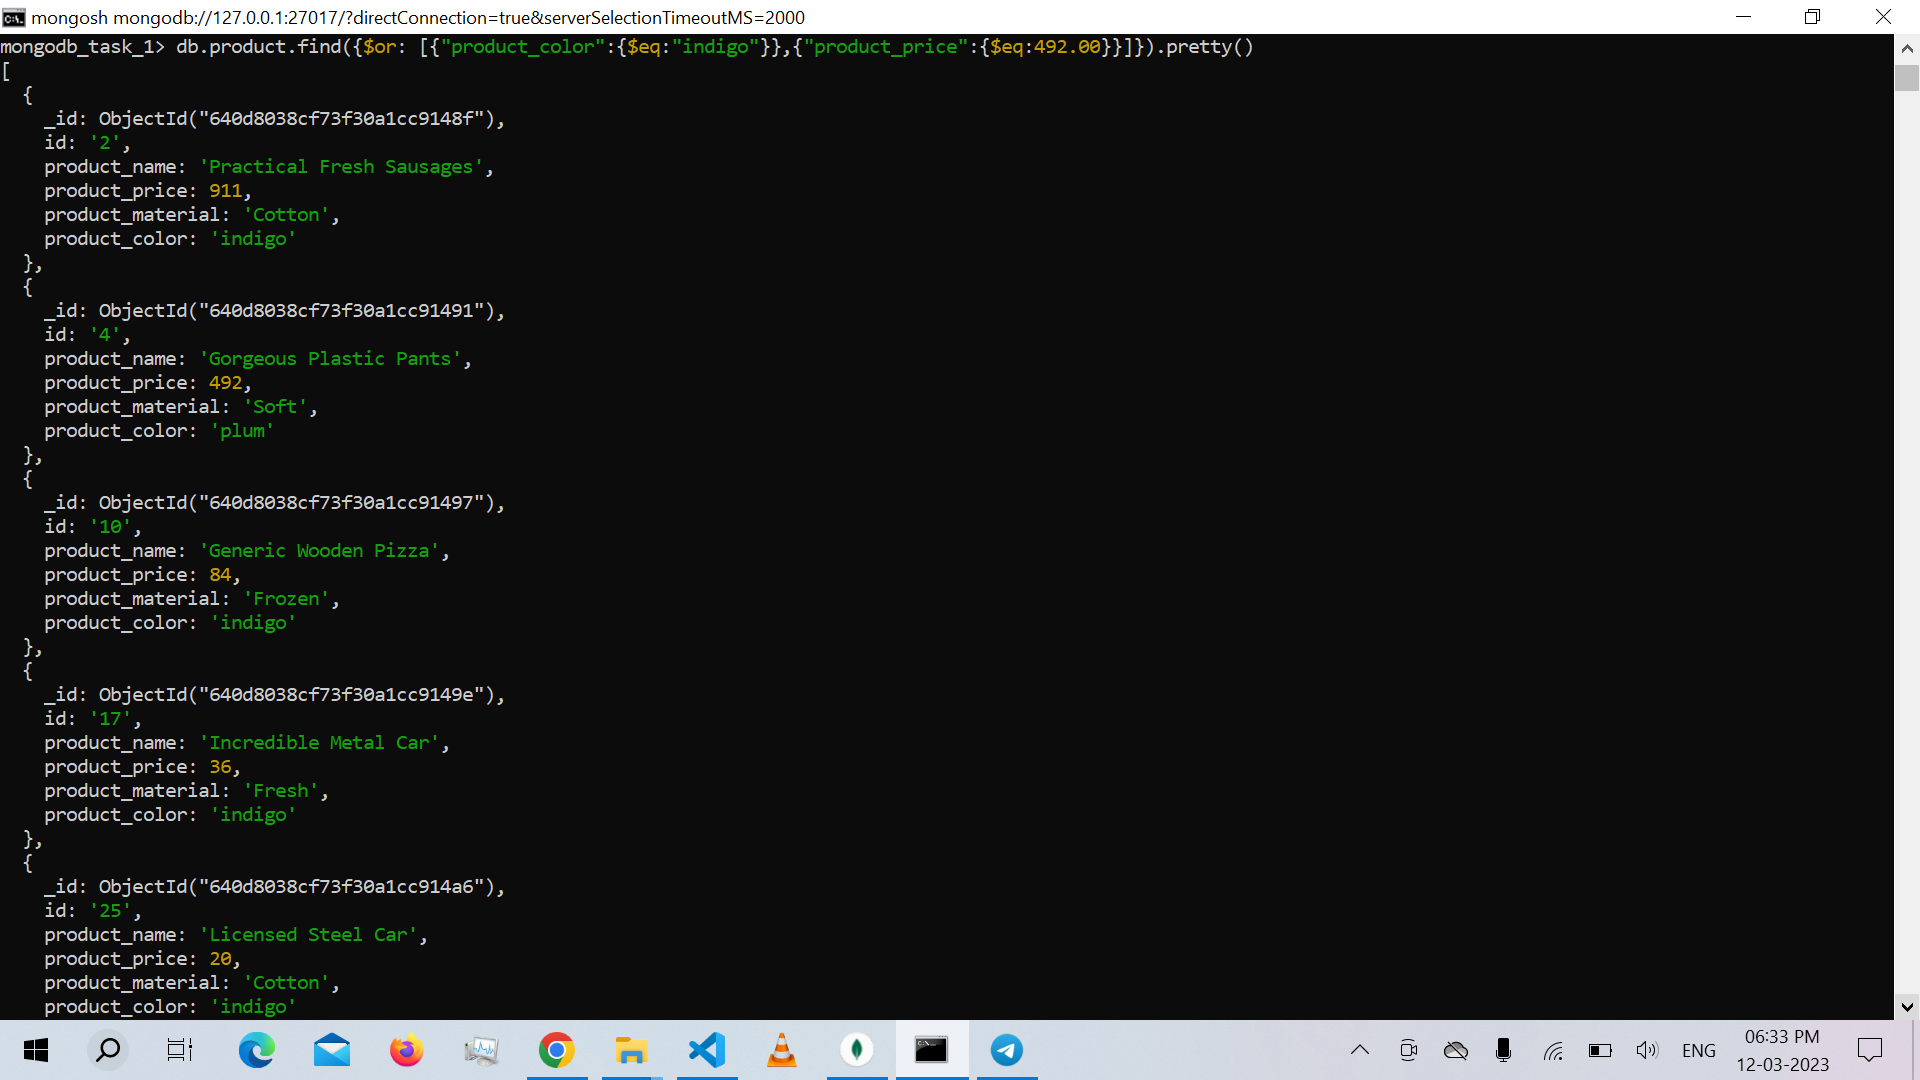 mongosh mongodb://127.0.0.1:27017/?directConnection=true&serverSelectionTimeoutMS=2000
mongodb_task_1> db.product.find({$or: [{"product_color":{$eq:"indigo"}},{"product_price":{$eq:492.00}}]}).pretty()
[
  {
    _id: ObjectId("640d8038cf73f30a1cc9148f"),
    id: '2',
    product_name: 'Practical Fresh Sausages',
    product_price: 911,
    product_material: 'Cotton',
    product_color: 'indigo'
  },
  {
    _id: ObjectId("640d8038cf73f30a1cc91491"),
    id: '4',
    product_name: 'Gorgeous Plastic Pants',
    product_price: 492,
    product_material: 'Soft',
    product_color: 'plum'
  },
  {
    _id: ObjectId("640d8038cf73f30a1cc91497"),
    id: '10',
    product_name: 'Generic Wooden Pizza',
    product_price: 84,
    product_material: 'Frozen',
    product_color: 'indigo'
  },
  {
    _id: ObjectId("640d8038cf73f30a1cc9149e"),
    id: '17',
    product_name: 'Incredible Metal Car',
    product_price: 36,
    product_material: 'Fresh',
    product_color: 'indigo'
  },
  {
    _id: ObjectId("640d8038cf73f30a1cc914a6"),
    id: '25',
    product_name: 'Licensed Steel Car',
    product_price: 20,
    product_material: 'Cotton',
    product_color: 'indigo'
ENG
06:33 PM
12-03-2023